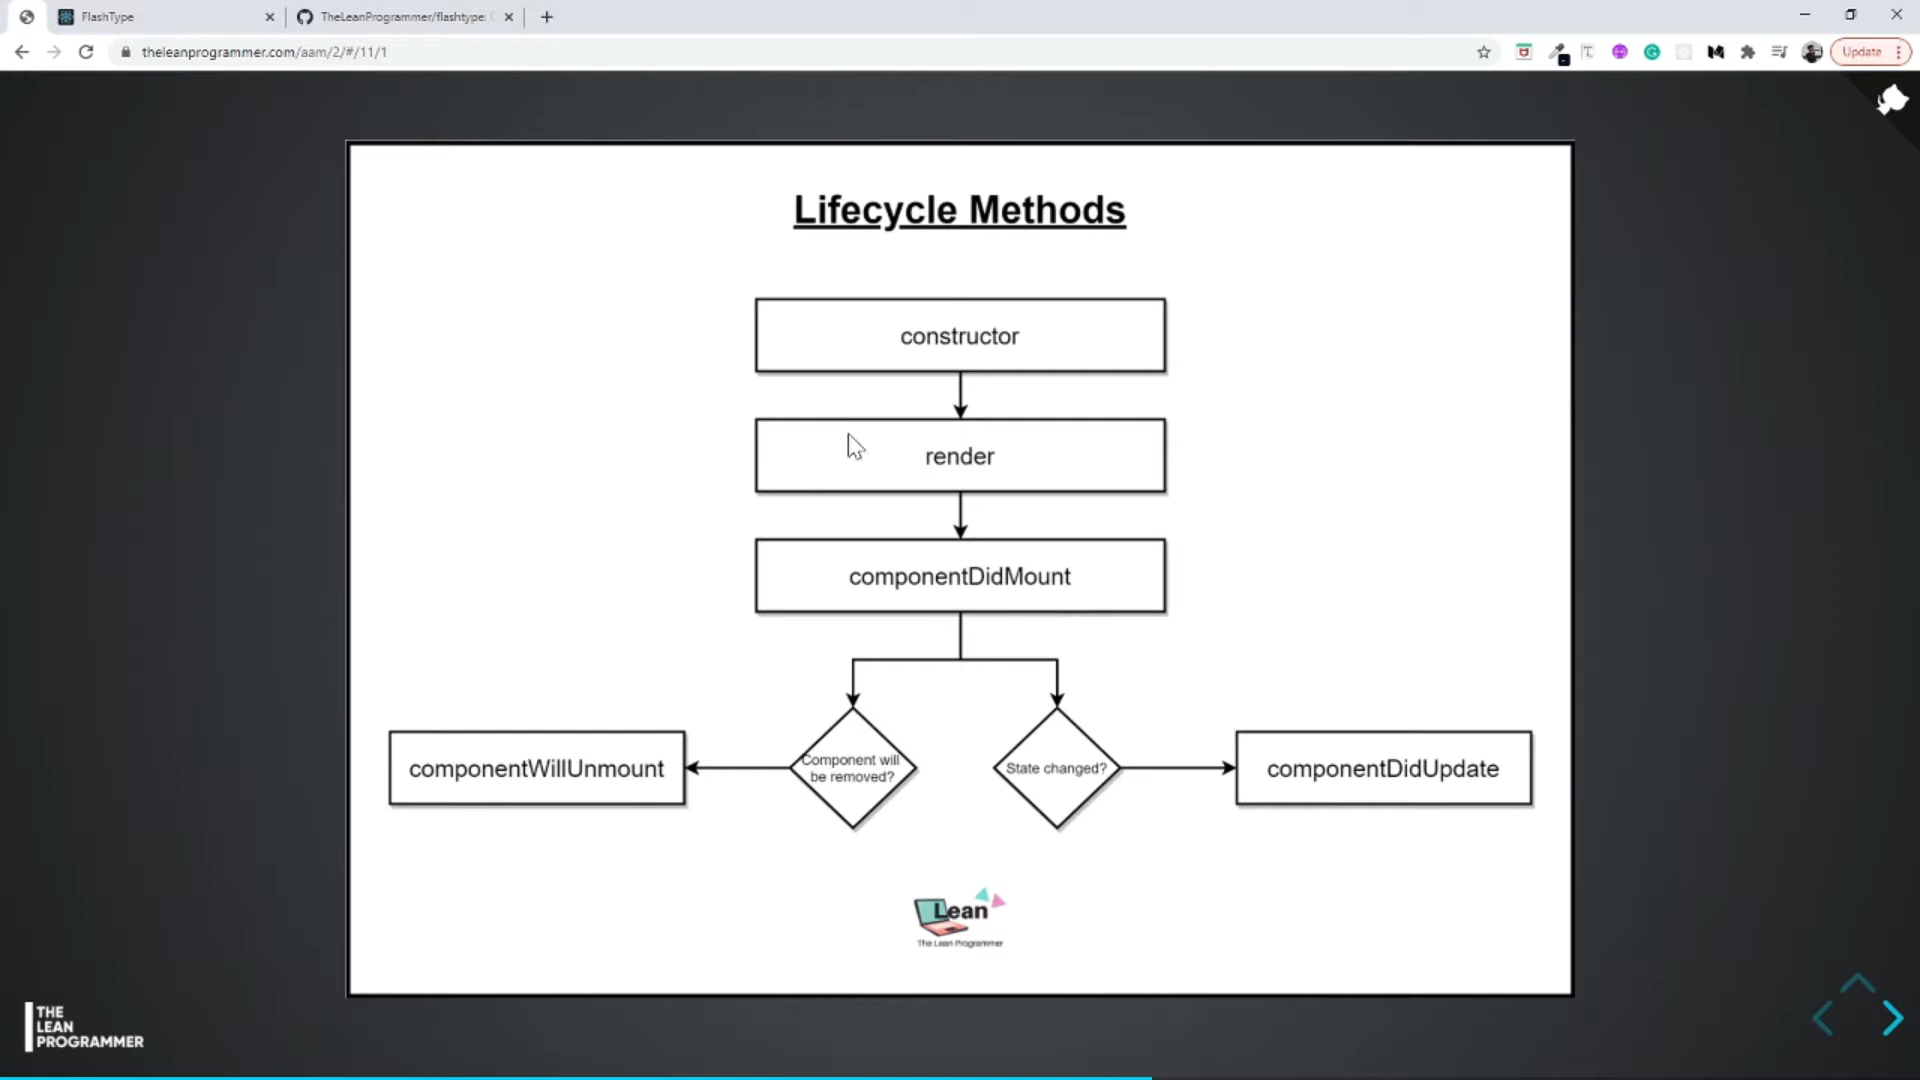 FlashType
TheLeanProgrammer/flashtype:
theleanprogrammer.com/aam/2/#/11/1
Update
Lifecycle Methods
constructor
render
componentDidMount
componentWillUnmount
Component will
be removed?
State changed?
componentDidUpdate
Lean
The Lean Programmer
THE
LEAN
PROGRAMMER